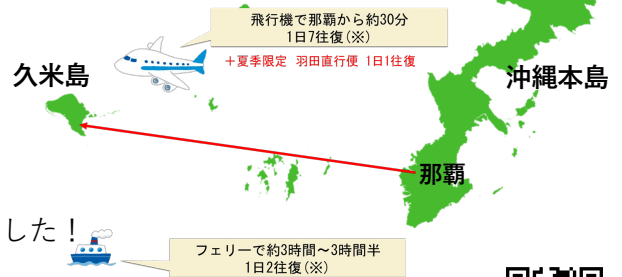 飛行機で那覇から約30分
1日7往復(※)
+夏季限定 羽田直行便 1日1往復
久米島
沖縄本島
那覇
した!
フェリーで約3時間~3時間半
1日2往復(※)